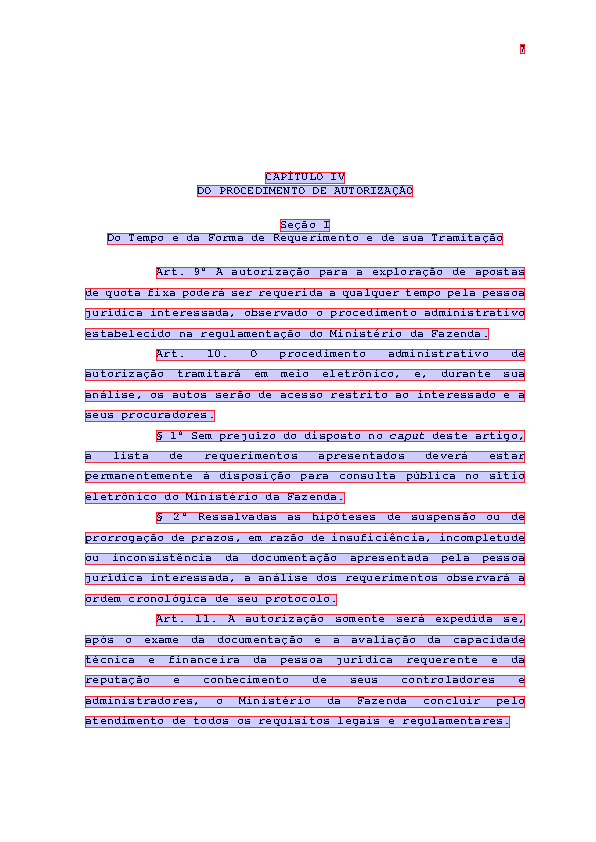 7
CAPÍTULO IV
DO PROCEDIMENTO DE AUTORIZAÇÃO
Seção I
Do Tempo e da Forma de Requerimento e de sua Tramitação
Art. 9º A autorização para a exploração de apostas
de quota fixa poderá ser requerida a qualquer tempo pela pessoa
jurídica interessada, observado o procedimento administrativo
estabelecido na regulamentação do Ministério da Fazenda.
Art. 10. O procedimento administrativo de
autorização tramitará em meio eletrônico, e, durante sua
análise, os autos serão de acesso restrito ao interessado e a
seus procuradores.
§ 1º Sem prejuízo do disposto no caput deste artigo,
a lista de requerimentos apresentados deverá estar
permanentemente à disposição para consulta pública no sítio
eletrônico do Ministério da Fazenda.
§ 2º Ressalvadas as hipóteses de suspensão ou de
prorrogação de prazos, em razão de insuficiência, incompletude
ou inconsistência da documentação apresentada pela pessoa
jurídica interessada, a análise dos requerimentos observará a
ordem cronológica de seu protocolo.
Art. 11. A autorização somente será expedida se,
após o exame da documentação e a avaliação da capacidade
técnica e financeira da pessoa jurídica requerente e da
reputação e conhecimento de seus controladores e
administradores, o Ministério da Fazenda concluir pelo
atendimento de todos os requisitos legais e regulamentares.